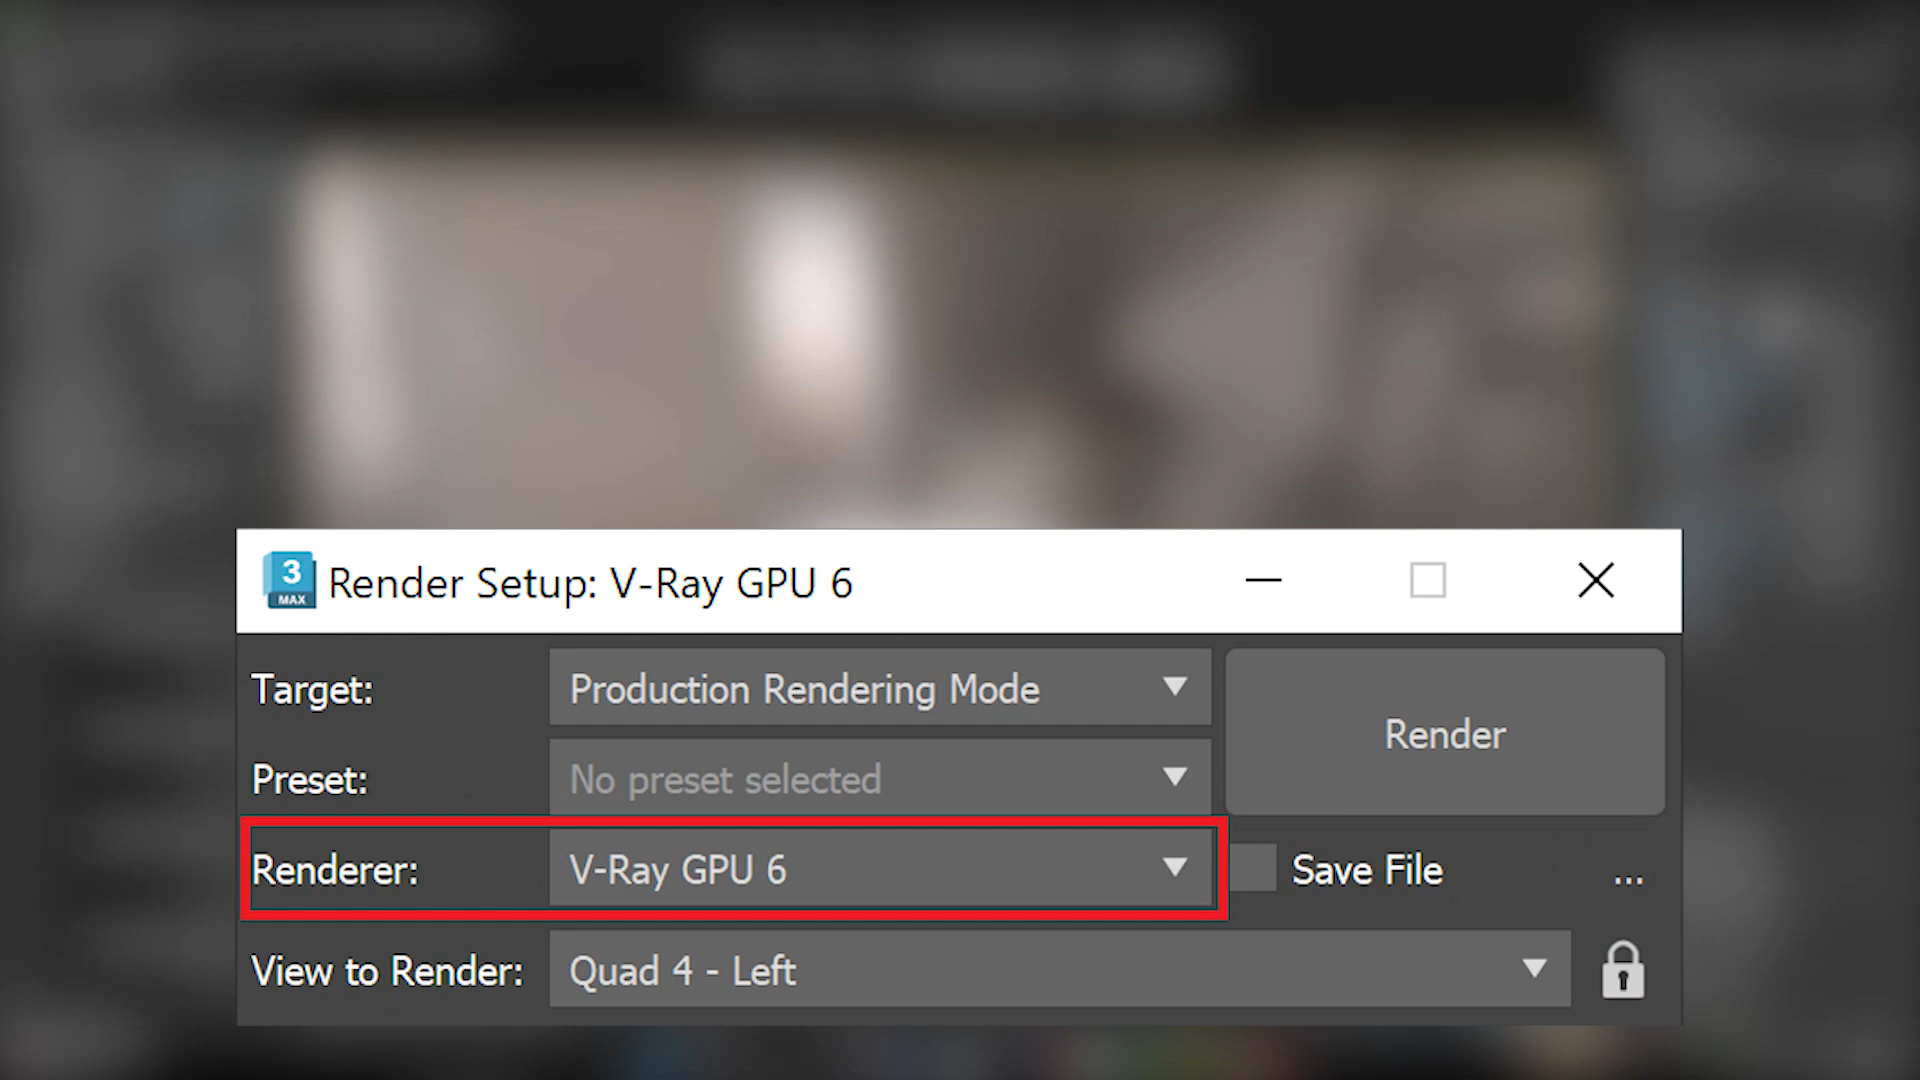 3
MAX
Render Setup: V-Ray GPU 6
Target: Production Rendering Mode
Render
Preset: No preset selected
Renderer: V-Ray GPU 6
Save File ...
View to Render: Quad 4 - Left